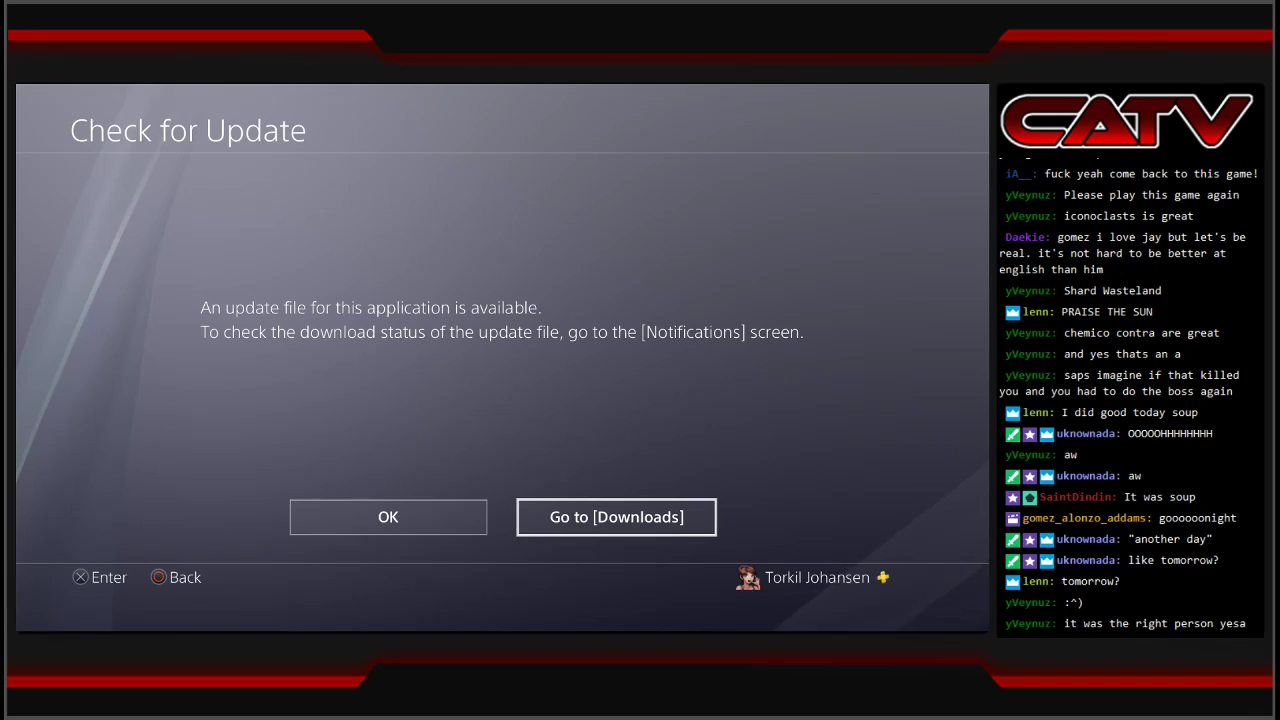 Check for Update
An update file for this application is available.
To check the download status of the update file, go to the [Notifications] screen.
OK
Go to [Downloads]
Enter
Back
Torkil Johansen
CATV
iA__: fuck yeah come back to this game!
yVeynuz: Please play this game again
yVeynuz: iconoclasts is great
Daekie: gomez i love jay but let's be
real. it's not hard to be better at
english than him
yVeynuz: Shard Wasteland
lenn: PRAISE THE SUN
yVeynuz: chemico contra are great
yVeynuz: and yes thats an a
yVeynuz: saps imagine if that killed
you and you had to do the boss again
lenn: I did good today soup
uknownada: OOOOOHHHHHHHH
yVeynuz: aw
uknownada: aw
SaintDindin: It was soup
gomez_alonzo_addams: goooooonight
uknownada: "another day"
uknownada: like tomorrow?
lenn: tomorrow?
yVeynuz: :^)
yVeynuz: it was the right person yesa